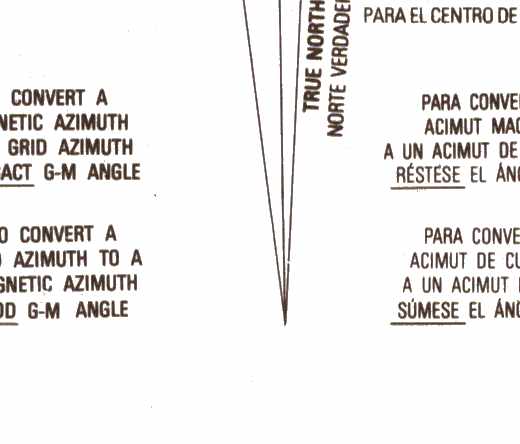 PARA EL CENTRO DE
TRUE NORTH
NORTE VERDADER
CONVERT A
NETIC AZIMUTH
GRID AZIMUTH
ACT G-M ANGLE
O CONVERT A
AZIMUTH TO A
GNETIC AZIMUTH
DD G-M ANGLE
PARA CONVE
ACIMUT MA
A UN ACIMUT DE
RÉSTESE EL ÁN
PARA CONVE
ACIMUT DE CU
A UN ACIMUT
SÚMESE EL ÁN